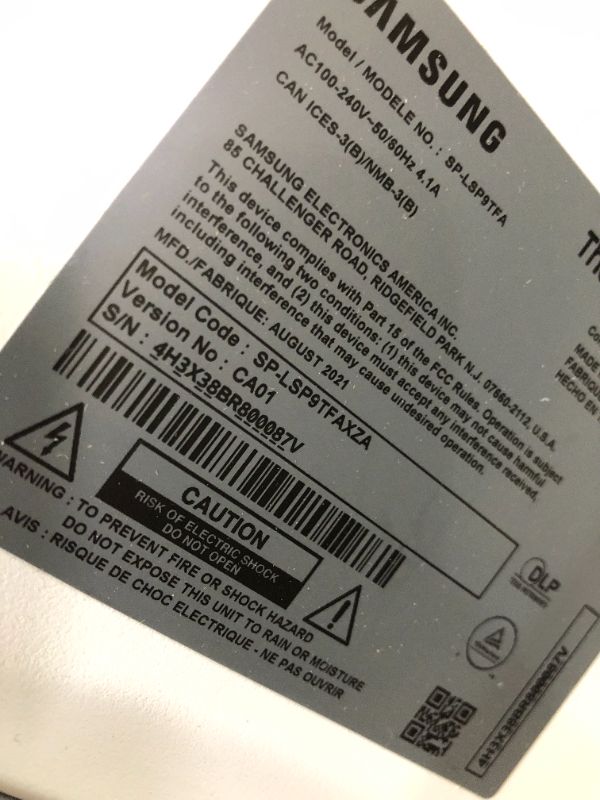 SAMSUNG
Model / MODELE NO. : SP-LSP9TFA
AC100-240V~50/60Hz 4.1A
CAN ICES-3(B)/NMB-3(B)
SAMSUNG ELECTRONICS AMERICA INC.
85 CHALLENGER ROAD, RIDGEFIELD PARK N.J. 07660-2112, U.S.A.
This device complies with Part 15 of the FCC Rules. Operation is subject
to the following two conditions: (1) this device may not cause harmful
interference, and (2) this device must accept any interference received,
including interference that may cause undesired operation.
MFD./FABRIQUE: AUGUST 2021
Model Code : SP-LSP9TFAXZA
Version No : CA01
S/N : 4H3X38BR800087V
CAUTION
RISK OF ELECTRIC SHOCK
DO NOT OPEN
WARNING : TO PREVENT FIRE OR SHOCK HAZARD
DO NOT EXPOSE THIS UNIT TO RAIN OR MOISTURE
AVIS : RISQUE DE CHOC ELECTRIQUE - NE PAS OUVRIR
MADE
FABRIQUE
HECHO EN
DLP
4H3X38BR800087V